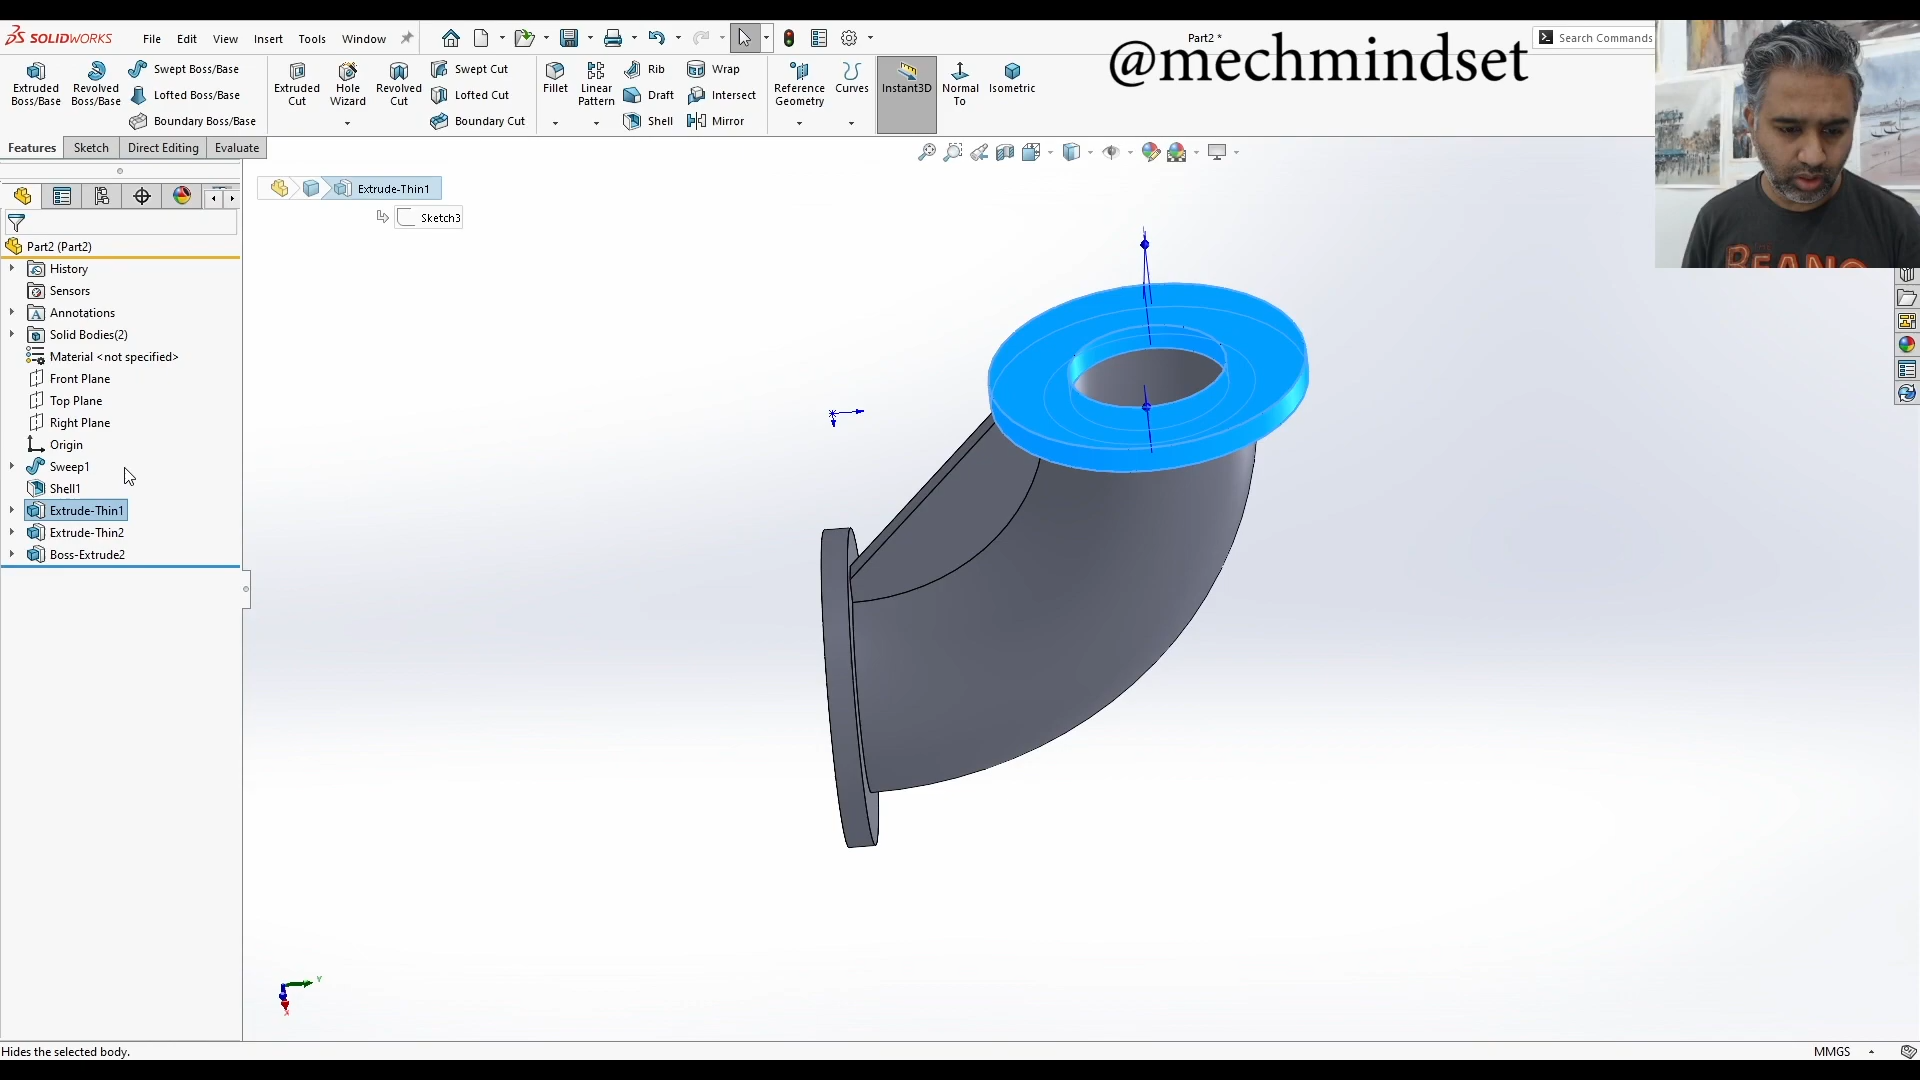 SOLIDWORKS File Edit View Insert Tools Window Part2 * Search Commands
@mechmindset
Extruded Boss/Base
Revolved Boss/Base
Swept Boss/Base
Lofted Boss/Base
Boundary Boss/Base
Extruded Cut
Hole Wizard
Revolved Cut
Swept Cut
Lofted Cut
Boundary Cut
Fillet
Linear Pattern
Rib
Draft
Shell
Wrap
Intersect
Mirror
Reference Geometry
Curves
Instant3D
Normal To
Isometric
Features Sketch Direct Editing Evaluate
Extrude-Thin1
Sketch3
Part2 (Part2)
History
Sensors
Annotations
Solid Bodies(2)
Material <not specified>
Front Plane
Top Plane
Right Plane
Origin
Sweep1
Shell1
Extrude-Thin1
Extrude-Thin2
Boss-Extrude2
Y
X
Hides the selected body.
MMGS